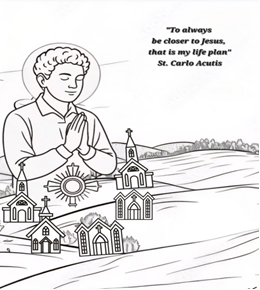 "To always
be closer to Jesus,
that is my life plan"
St. Carlo Acutis